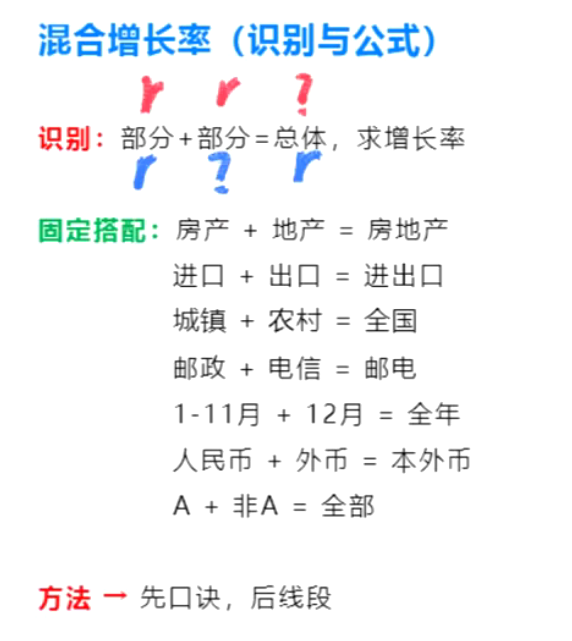 混合增长率（识别与公式）
r r ?
识别：部分+部分=总体，求增长率
r ? r
固定搭配：房产 + 地产 = 房地产
进口 + 出口 = 进出口
城镇 + 农村 = 全国
邮政 + 电信 = 邮电
1-11月 + 12月 = 全年
人民币 + 外币 = 本外币
A + 非A = 全部
方法 → 先口诀，后线段